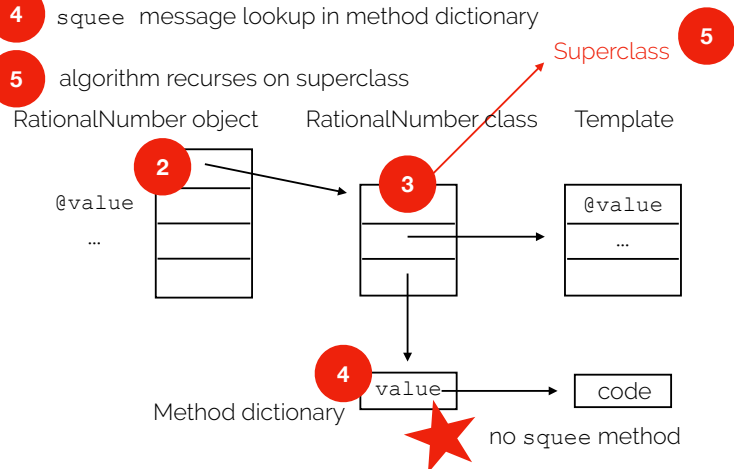 4 squee message lookup in method dictionary
5 algorithm recurses on superclass
Superclass 5
RationalNumber object RationalNumber class Template
2
3
@value
…
@value
…
4
value
code
Method dictionary
no squee method